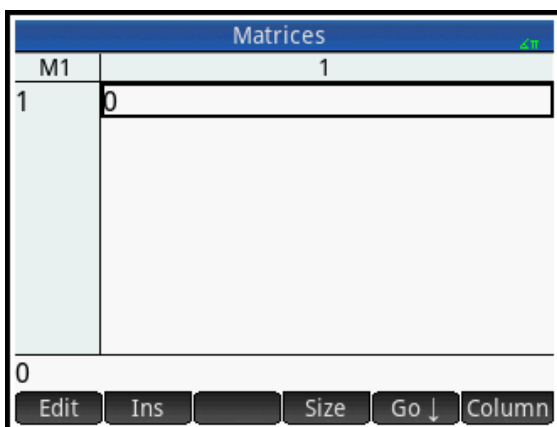 Matrices ∡π
M1 1
1 0
0
Edit Ins Size Go ↓ Column